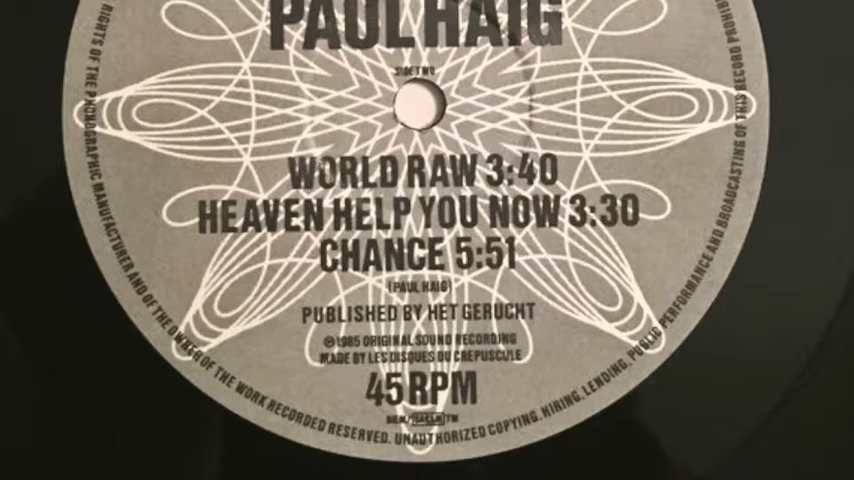 PAUL HAIG
SIDE TWO
WORLD RAW 3:40
HEAVEN HELP YOU NOW 3:30
CHANCE 5:51
(PAUL HAIG)
PUBLISHED BY HET GERUCHT
℗1985 ORIGINAL SOUND RECORDING
MADE BY LES DISQUES DU CREPUSCULE
45 RPM
RIGHTS OF THE PHONOGRAPHIC MANUFACTURER AND OF THE OWNER OF THE WORK RECORDED RESERVED. UNAUTHORIZED COPYING, HIRING, LENDING, PUBLIC PERFORMANCE AND BROADCASTING OF THIS RECORD